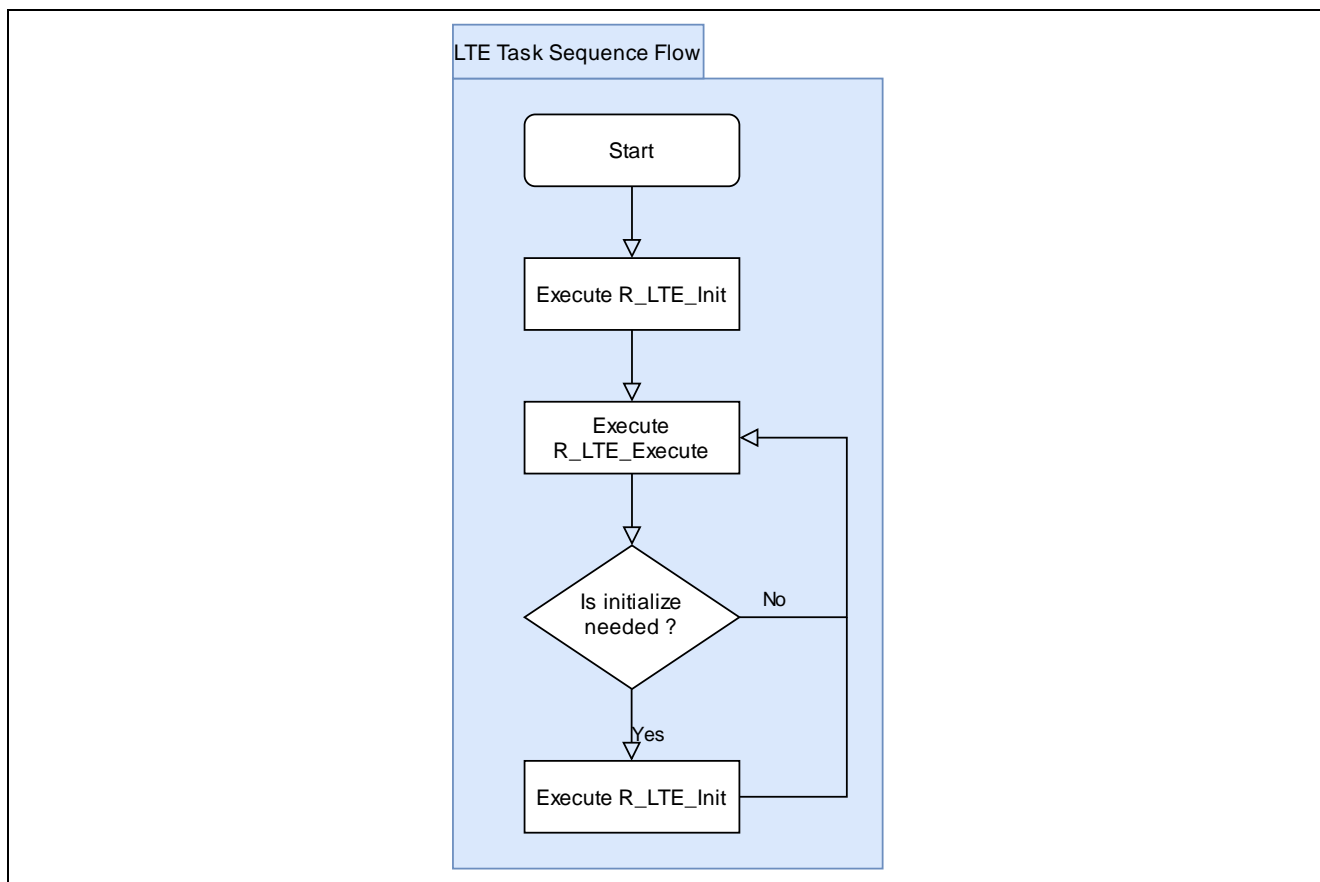 LTE Task Sequence Flow
Start
Execute R_LTE_Init
Execute
R_LTE_Execute
Is initialize
needed ?
No
Yes
Execute R_LTE_Init